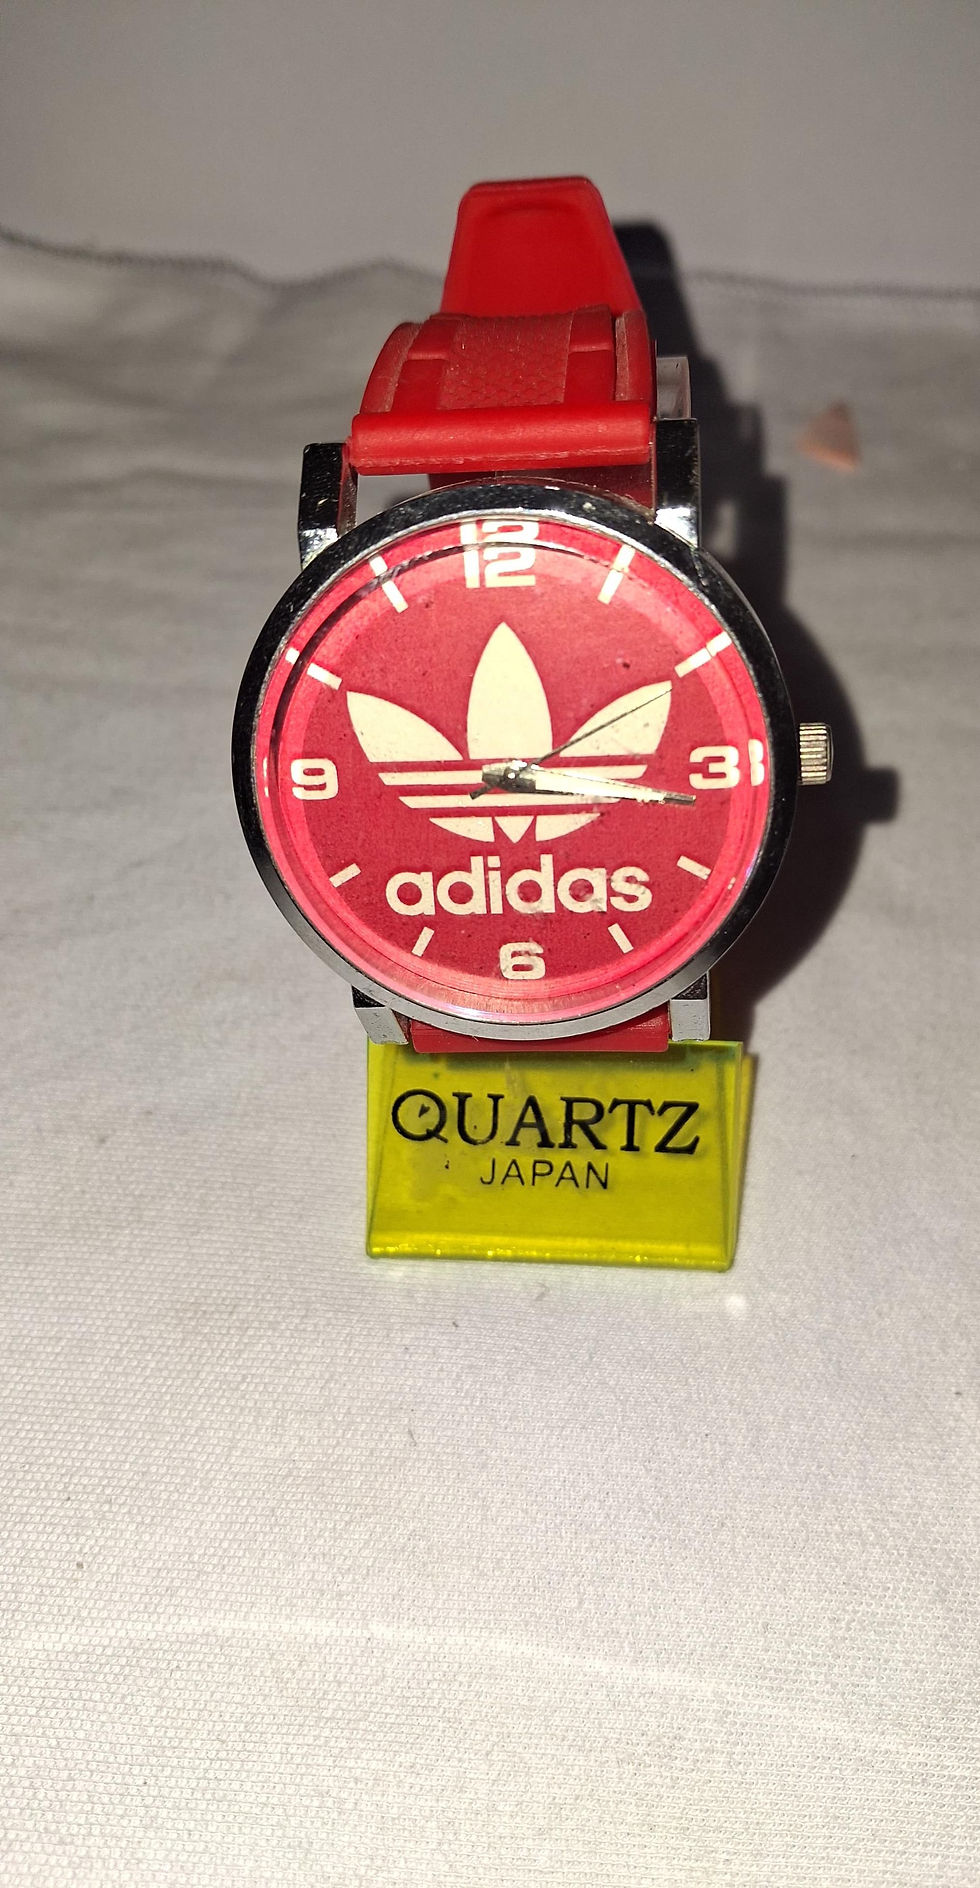 12
9 3
adidas
6
QUARTZ
JAPAN